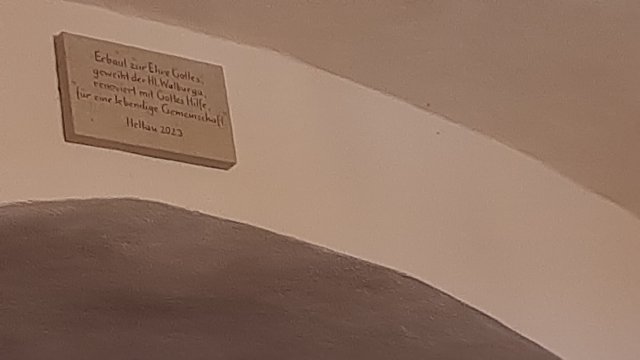 Erbaut zur Ehre Gottes,
geweiht der Hl. Walburga,
renoviert mit Gottes Hilfe,
für eine lebendige Gemeinschaft.
Heltau 2023